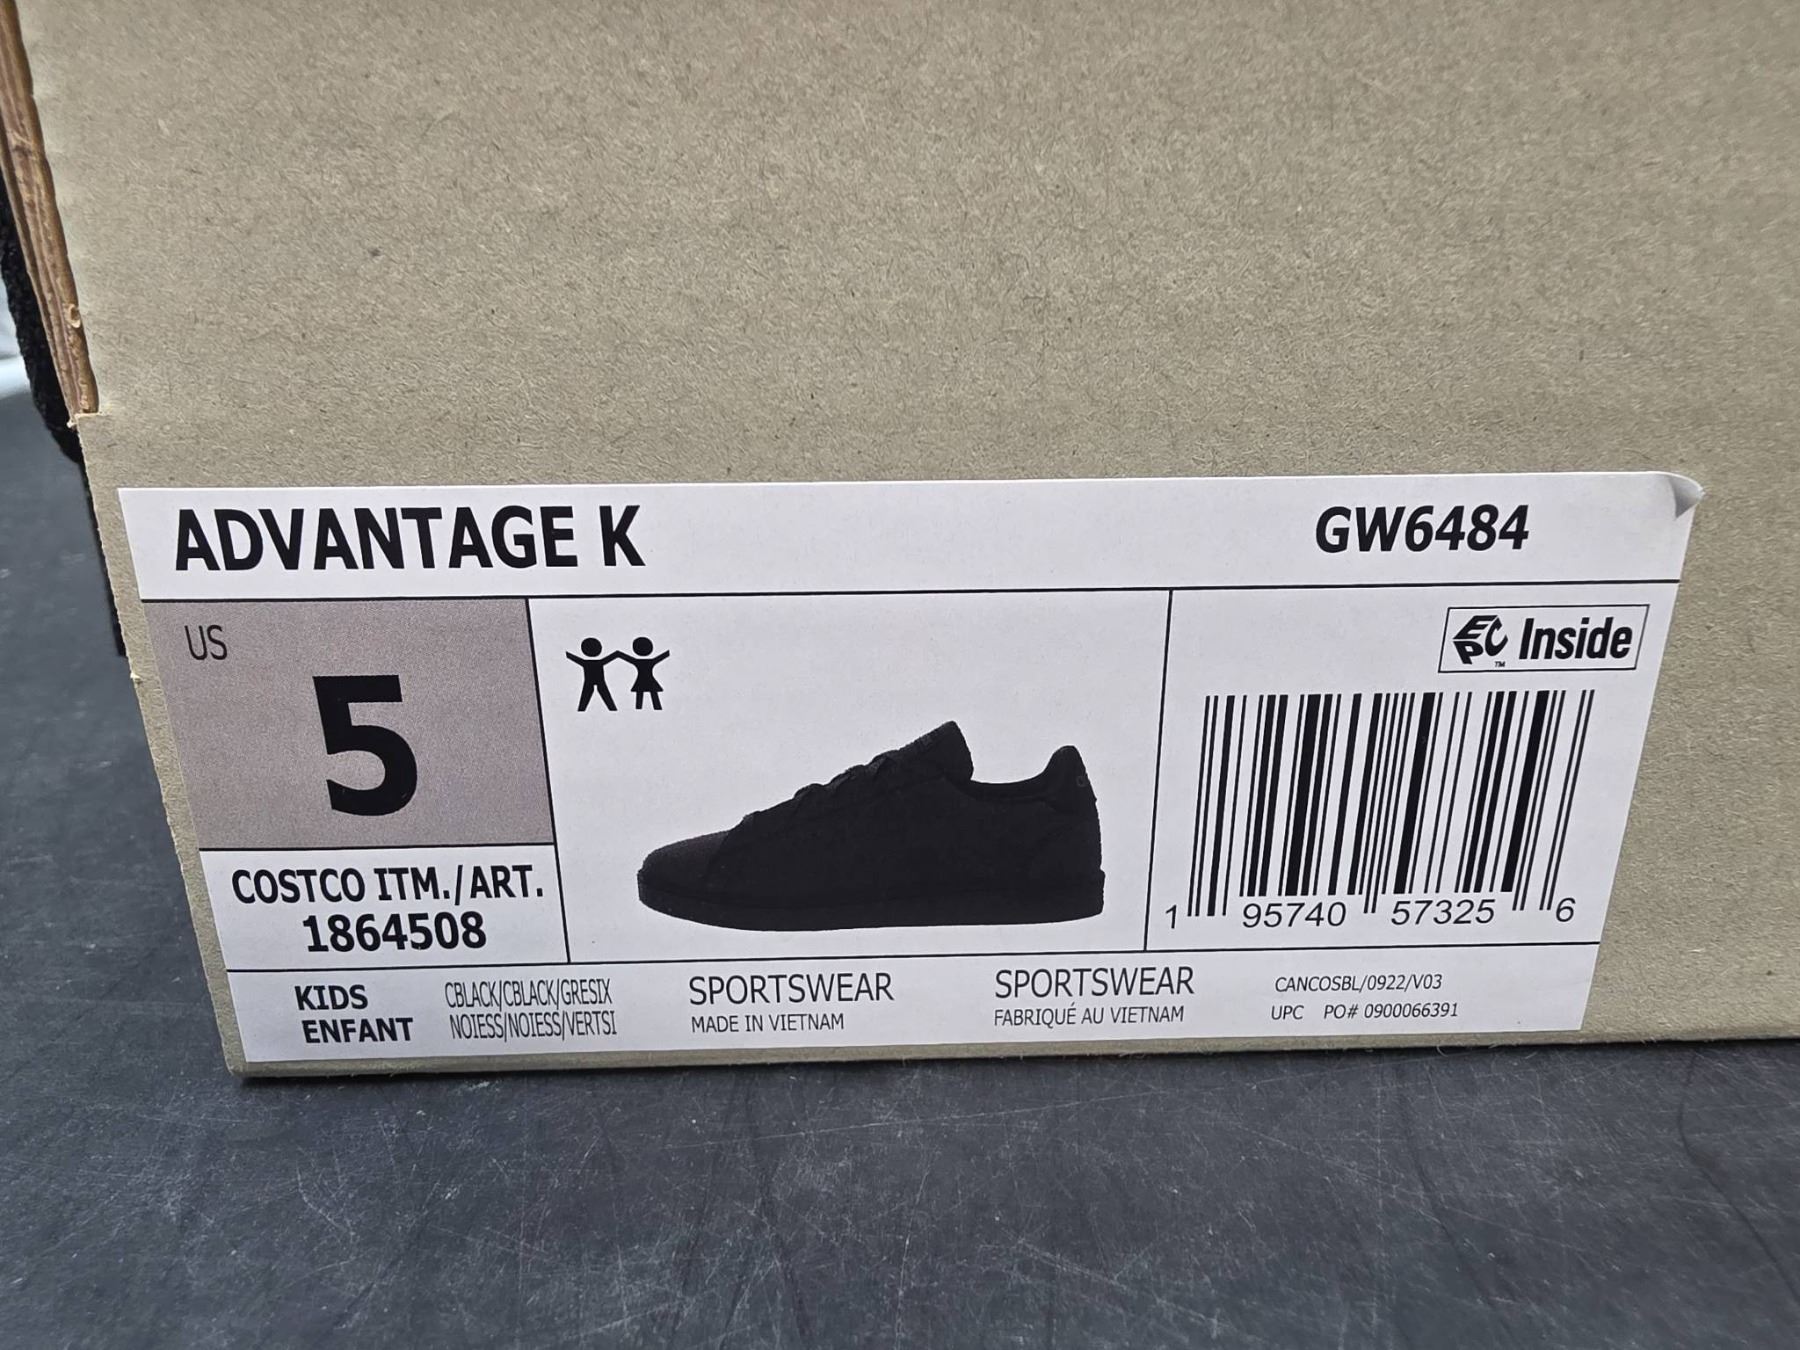 ADVANTAGE K
GW6484
US
5
EPC™ Inside
COSTCO ITM./ART.
1864508
1 95740 57325 6
KIDS
ENFANT
CBLACK/CBLACK/GRESIX
NOIESS/NOIESS/VERTSI
SPORTSWEAR
MADE IN VIETNAM
SPORTSWEAR
FABRIQUÉ AU VIETNAM
CANCOSBL/0922/V03
UPC PO# 0900066391